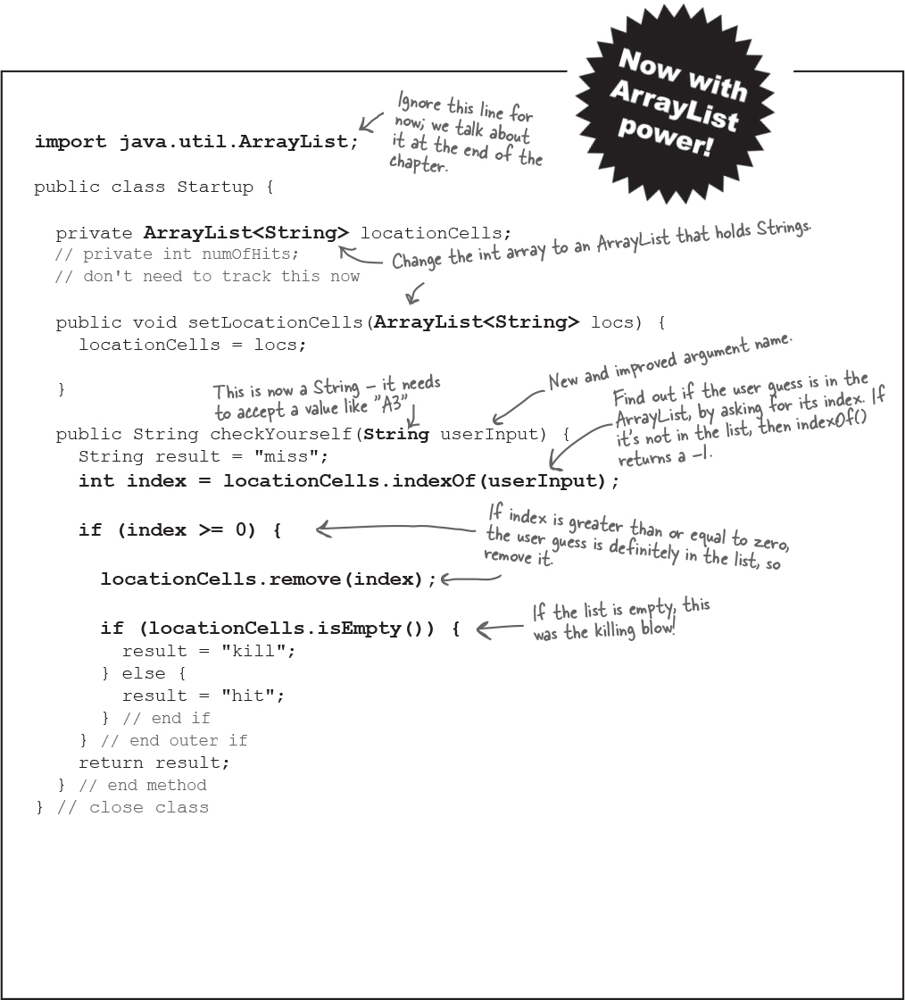 Now with
ArrayList
power!
Ignore this line for
now; we talk about
it at the end of the
chapter.
import java.util.ArrayList;
public class Startup {
private ArrayList<String> locationCells;
// private int numOfHits;
// don't need to track this now
Change the int array to an ArrayList that holds Strings.
public void setLocationCells(ArrayList<String> locs) {
locationCells = locs;
}
This is now a String – it needs
to accept a value like "A3"
New and improved argument name.
public String checkYourself(String userInput) {
String result = "miss";
Find out if the user guess is in the
ArrayList, by asking for its index. If
it's not in the list, then indexOf()
returns a –1.
int index = locationCells.indexOf(userInput);
if (index >= 0) {
If index is greater than or equal to zero,
the user guess is definitely in the list, so
remove it.
locationCells.remove(index);
if (locationCells.isEmpty()) {
If the list is empty, this
was the killing blow!
result = "kill";
} else {
result = "hit";
} // end if
} // end outer if
return result;
} // end method
} // close class